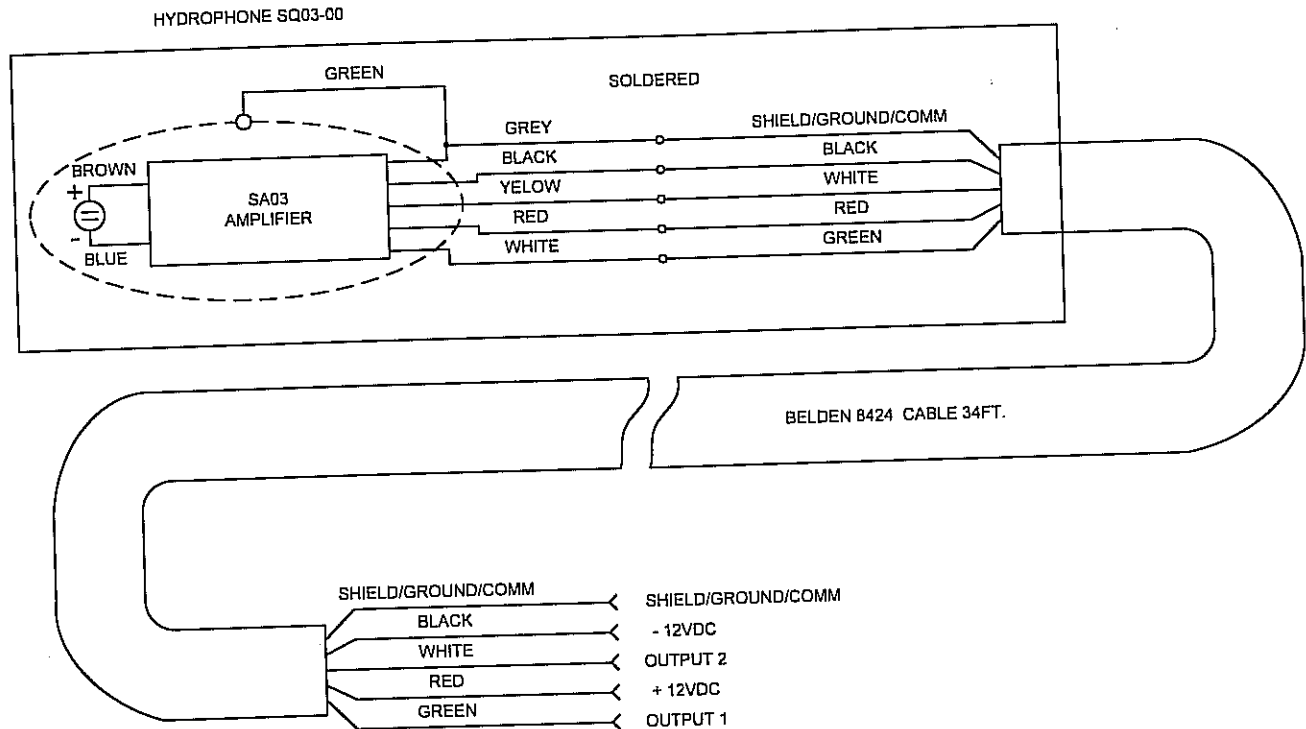 HYDROPHONE SQ03-00
GREEN
SOLDERED
GREY
SHIELD/GROUND/COMM
BLACK
BLACK
BROWN
+
YELOW
WHITE
SA03
AMPLIFIER
RED
RED
-
BLUE
WHITE
GREEN
BELDEN 8424 CABLE 34FT.
SHIELD/GROUND/COMM
SHIELD/GROUND/COMM
BLACK
- 12VDC
WHITE
OUTPUT 2
RED
+ 12VDC
GREEN
OUTPUT 1